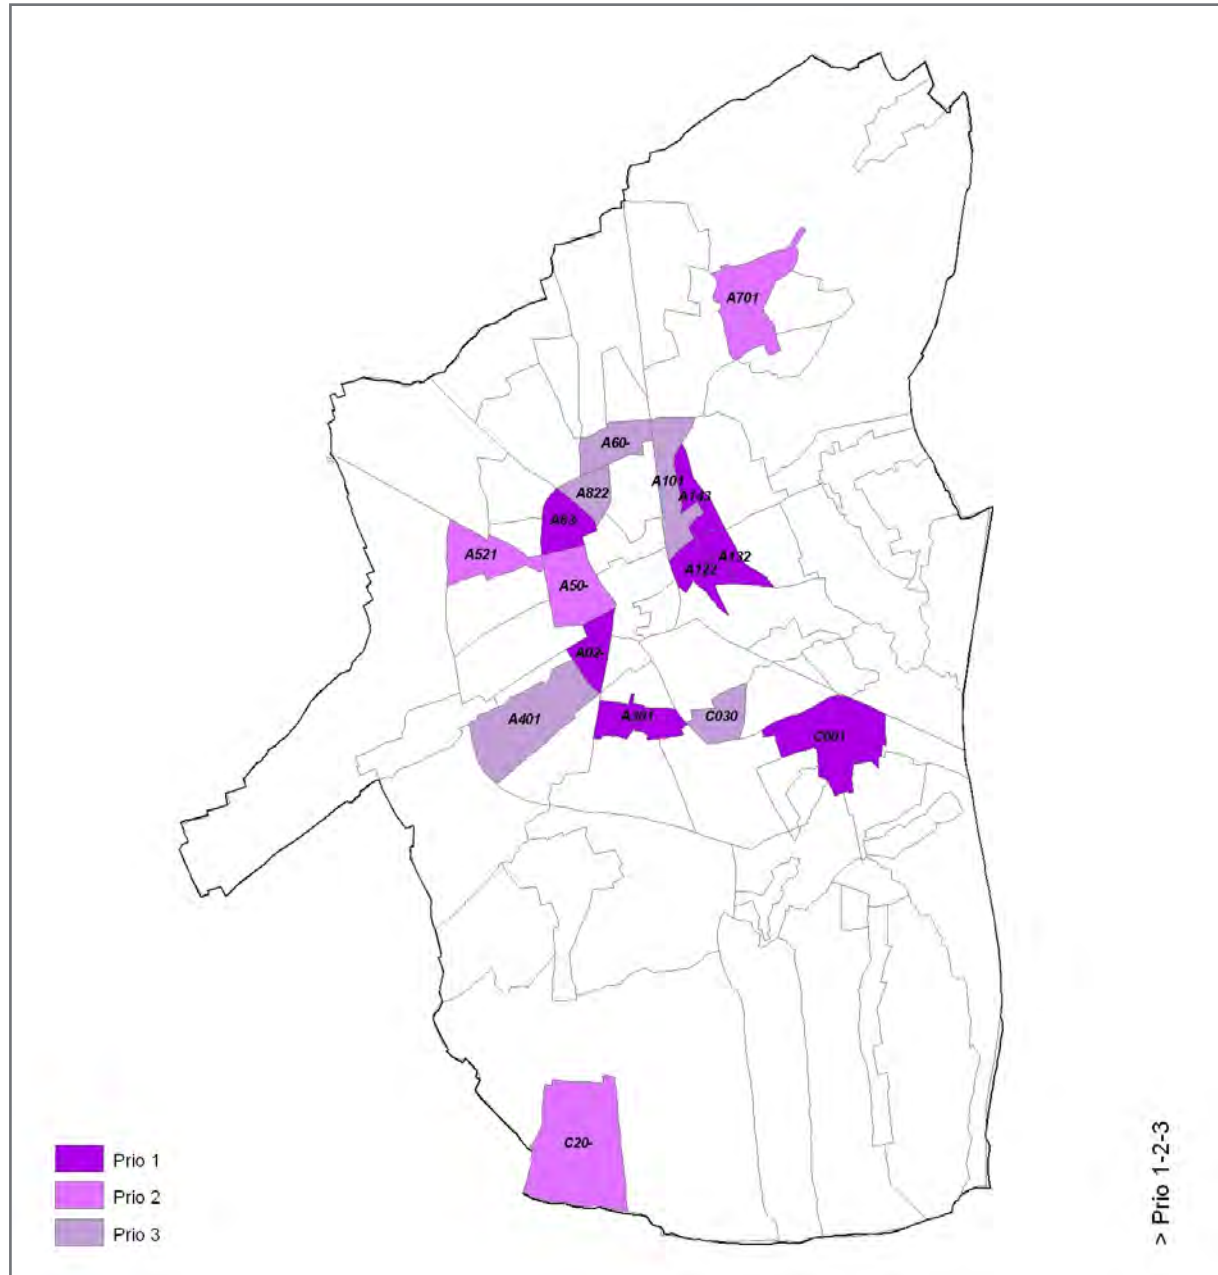 A701
A60-
A101
A822
A143
A63-
A521
A132
A122
A50-
A02-
A401
A301
C030
C001
C20-
Prio 1
Prio 2
Prio 3
> Prio 1-2-3